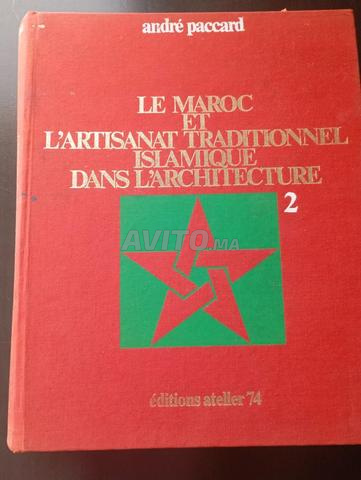 andré paccard
LE MAROC
ET
L'ARTISANAT TRADITIONNEL
ISLAMIQUE
DANS L'ARCHITECTURE
2
AVITO.MA
éditions atelier 74